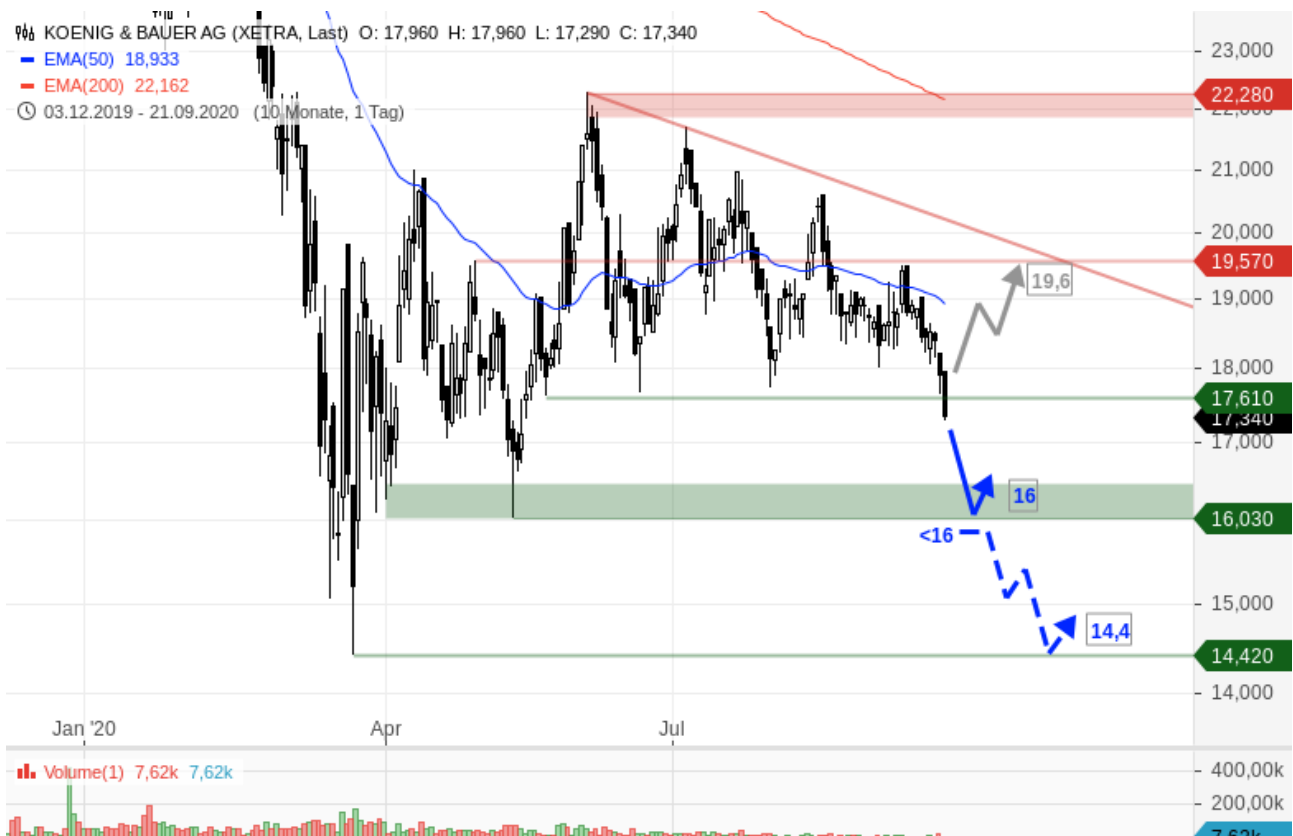 KOENIG & BAUER AG (XETRA, Last) O: 17,960 H: 17,960 L: 17,290 C: 17,340
EMA(50) 18,933
EMA(200) 22,162
03.12.2019 - 21.09.2020 (10 Monate, 1 Tag)
23,000
22,280
22,000
21,000
20,000
19,570
19,6
19,000
18,000
17,610
17,340
17,000
16
16,030
<16
15,000
14,4
14,420
14,000
Jan '20 Apr Jul
Volume(1) 7,62k 7,62k
400,00k
200,00k
7,62k